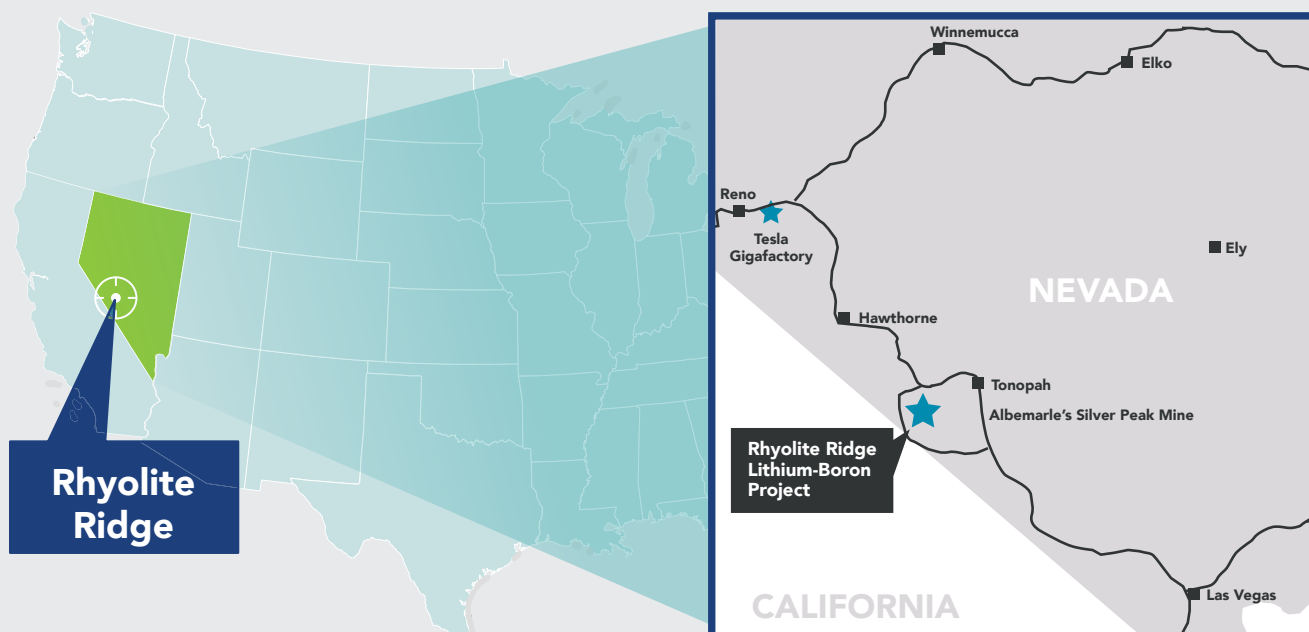 Rhyolite
Ridge
Winnemucca
Elko
Reno
Tesla
Gigafactory
Ely
NEVADA
Hawthorne
Tonopah
Albemarle's Silver Peak Mine
Rhyolite Ridge
Lithium-Boron
Project
Las Vegas
CALIFORNIA